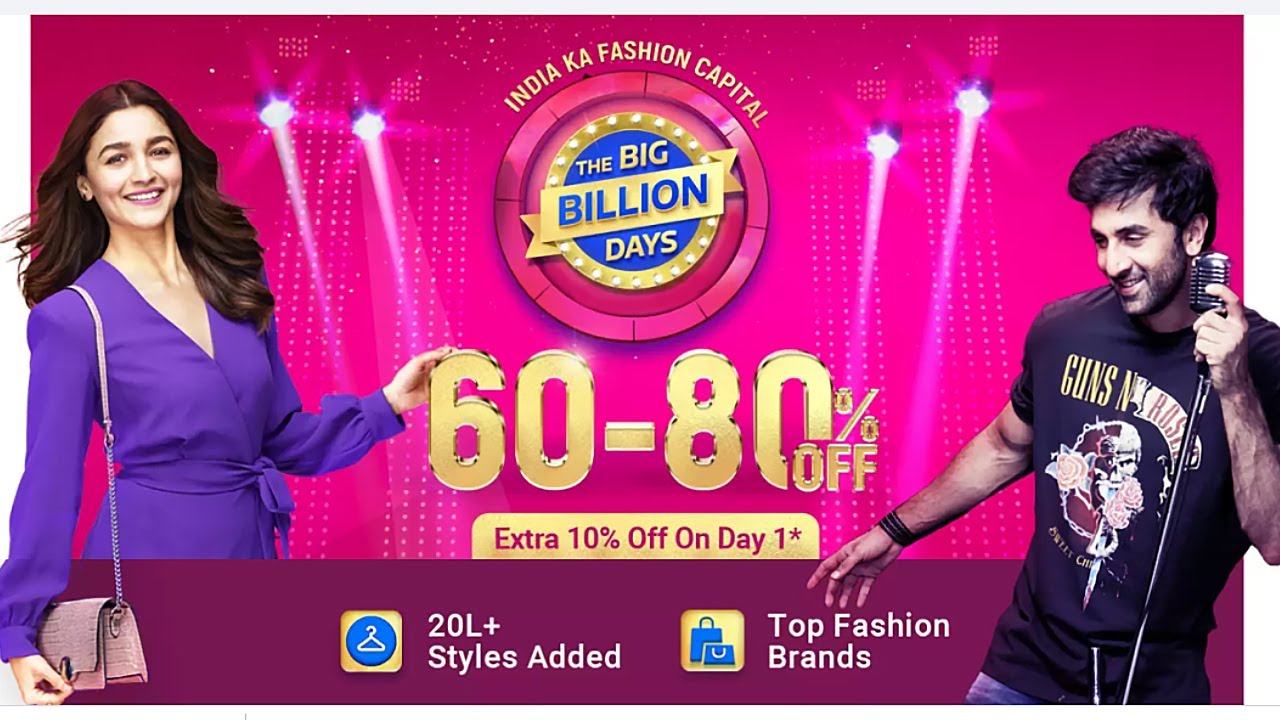 INDIA KA FASHION CAPITAL
THE BIG
BILLION
DAYS
60-80% OFF
Extra 10% Off On Day 1*
20L+
Styles Added
Top Fashion
Brands
GUNS N' ROSES
SWEET